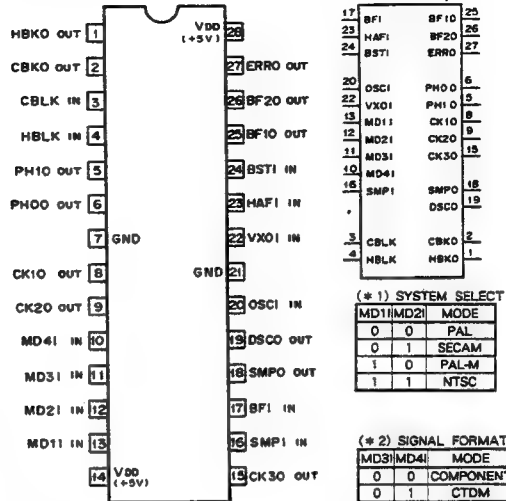 HBKO OUT 1
CBKO OUT 2
CBLK IN 3
HBLK IN 4
PH1O OUT 5
PHOO OUT 6
7 GND
CK1O OUT 8
CK2O OUT 9
MD4I IN 10
MD3I IN 11
MD2I IN 12
MD1I IN 13
14 VDD
(+5V)
VDD 28
(+5V)
27 ERRO OUT
26 BF2O OUT
25 BF1O OUT
24 BSTI IN
23 HAFI IN
22 VXOI IN
GND 21
20 OSCI IN
19 DSCO OUT
18 SMPO OUT
17 BFI IN
16 SMPI IN
15 CK3O OUT
17 BFI BF1O 25
23 HAFI BF2O 26
24 BSTI ERRO 27
20 OSCI PHOO 6
22 VXOI PH1O 5
13 MD1I CK1O 8
12 MD2I CK2O 9
11 MD3I CK3O 15
10 MD4I
16 SMPI SMPO 18
DSCO 19
3 CBLK CBKO 2
4 HBLK HBKO 1
(*1) SYSTEM SELECT
MD1I MD2I MODE
0 0 PAL
0 1 SECAM
1 0 PAL-M
1 1 NTSC
(*2) SIGNAL FORMAT
MD3I MD4I MODE
0 0 COMPONENT
0 1 CTDM